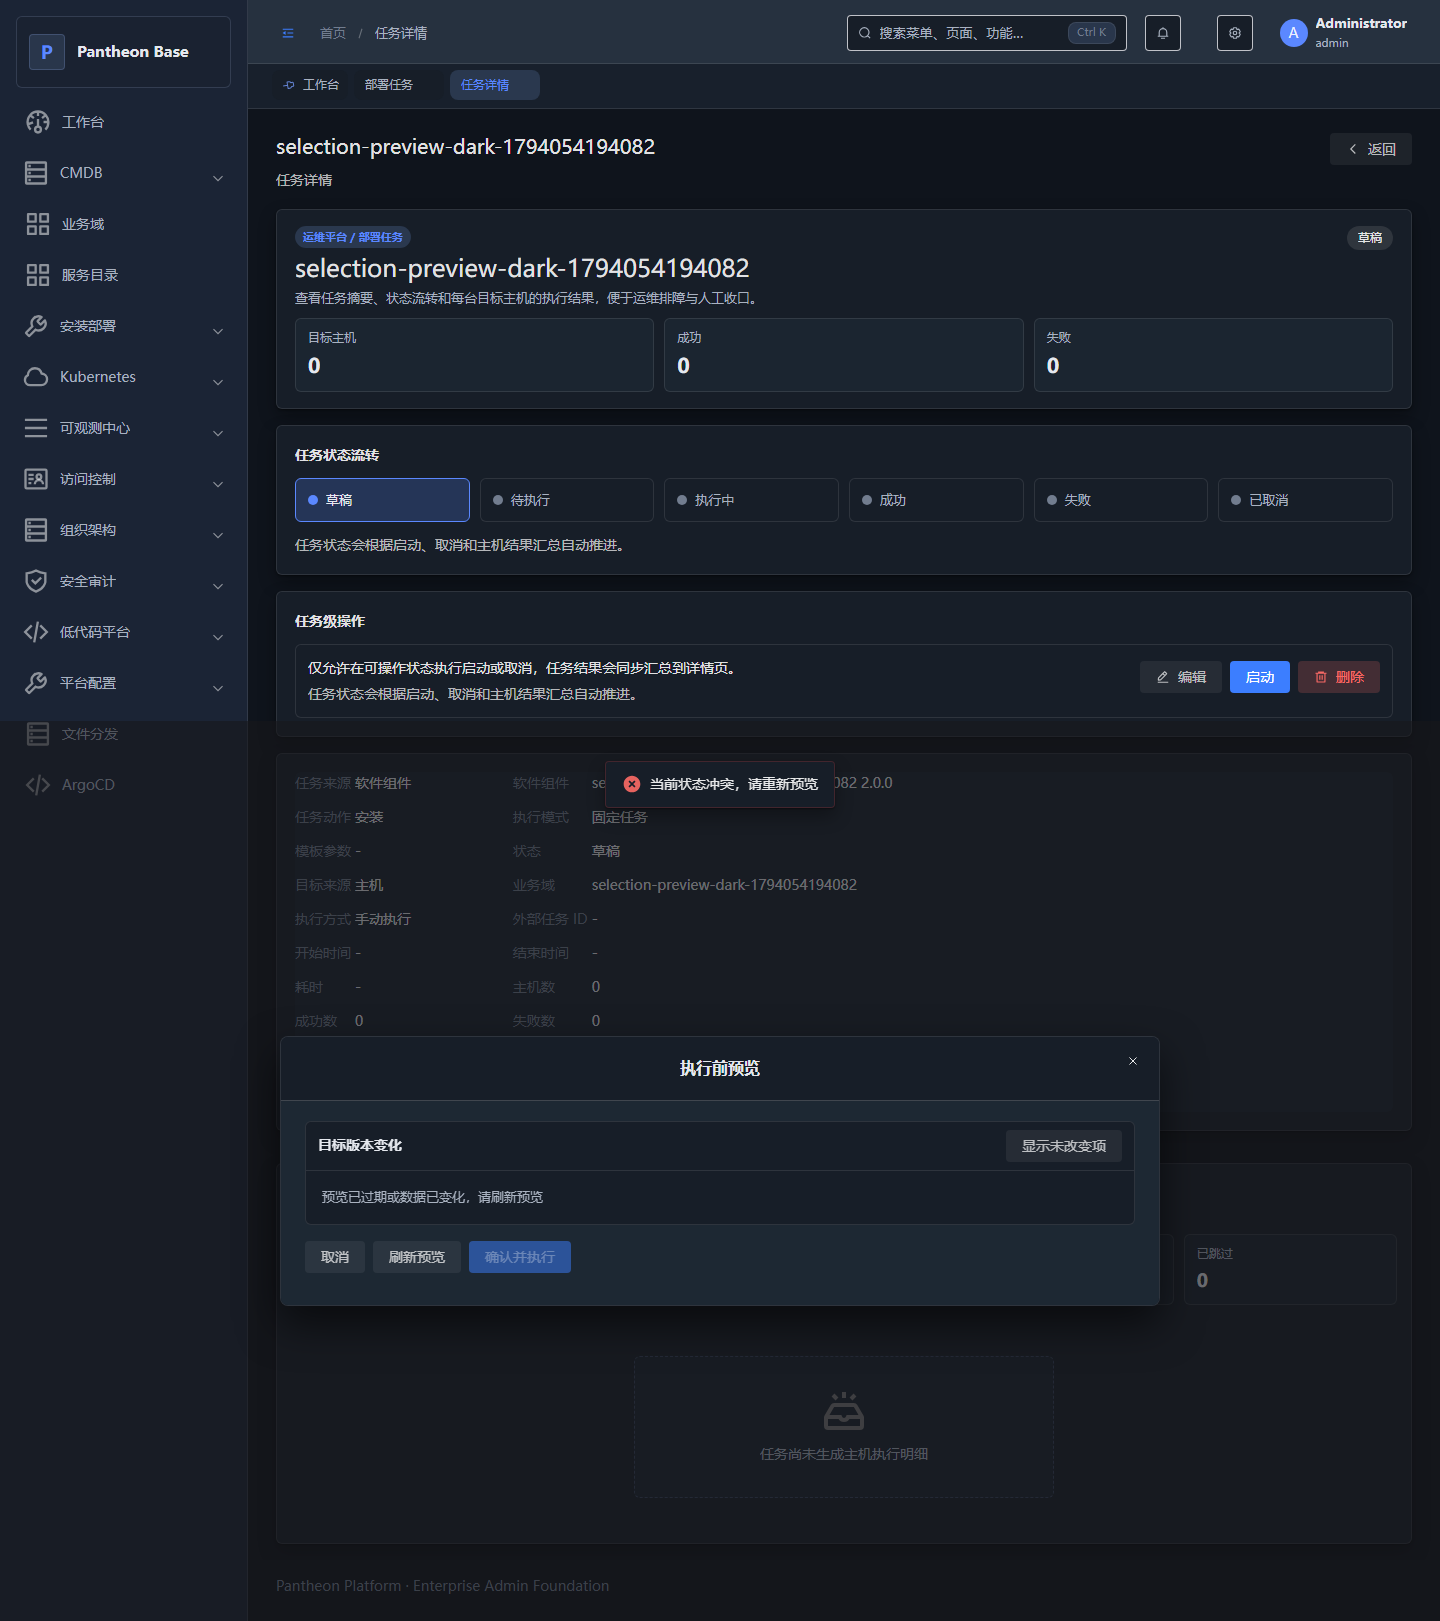 P Pantheon Base
首页 / 任务详情
搜索菜单、页面、功能... Ctrl K
A Administrator
admin
工作台 部署任务 任务详情
工作台
CMDB
业务域
服务目录
安装部署
Kubernetes
可观测中心
访问控制
组织架构
安全审计
低代码平台
平台配置
文件分发
ArgoCD
selection-preview-dark-1794054194082
返回
任务详情
运维平台 / 部署任务
草稿
selection-preview-dark-1794054194082
查看任务摘要、状态流转和每台目标主机的执行结果，便于运维排障与人工收口。
目标主机 成功 失败
0 0 0
任务状态流转
草稿 待执行 执行中 成功 失败 已取消
任务状态会根据启动、取消和主机结果汇总自动推进。
任务级操作
仅允许在可操作状态执行启动或取消，任务结果会同步汇总到详情页。
任务状态会根据启动、取消和主机结果汇总自动推进。
编辑 启动 删除
任务来源 软件组件 软件组件 se 082 2.0.0
当前状态冲突，请重新预览
任务动作 安装 执行模式 固定任务
模板参数 - 状态 草稿
目标来源 主机 业务域 selection-preview-dark-1794054194082
执行方式 手动执行 外部任务 ID -
开始时间 - 结束时间 -
耗时 - 主机数 0
成功数 0 失败数 0
执行前预览
目标版本变化 显示未改变项
预览已过期或数据已变化，请刷新预览
取消 刷新预览 确认并执行
已跳过
0
任务尚未生成主机执行明细
Pantheon Platform · Enterprise Admin Foundation